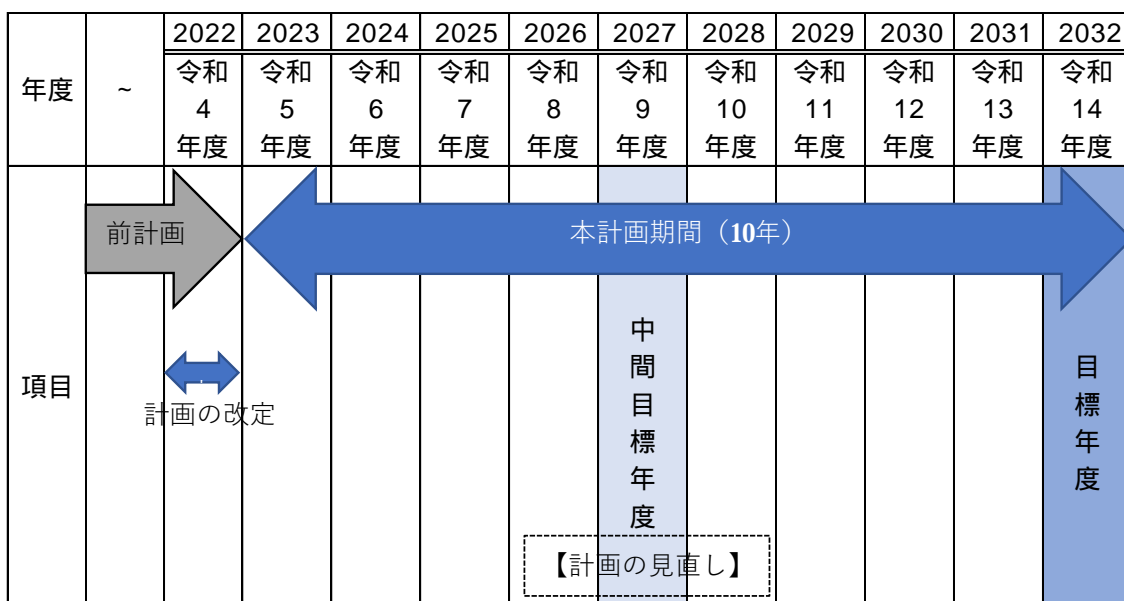 年度 ~ 2022 2023 2024 2025 2026 2027 2028 2029 2030 2031 2032
令和 令和 令和 令和 令和 令和 令和 令和 令和 令和 令和
4 5 6 7 8 9 10 11 12 13 14
年度 年度 年度 年度 年度 年度 年度 年度 年度 年度 年度
項目
前計画
本計画期間（10年）
計画の改定
中間目標年度
目標年度
【計画の見直し】